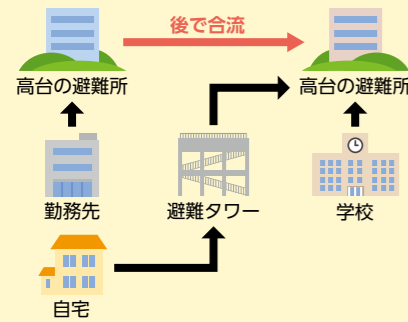 後で合流
高台の避難所
高台の避難所
勤務先
避難タワー
学校
自宅